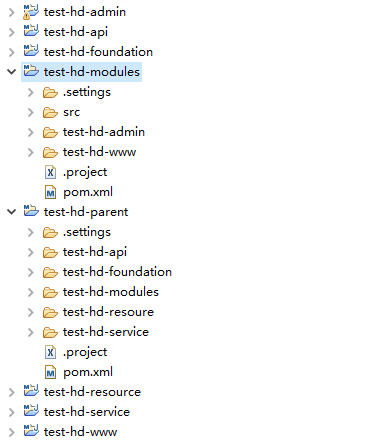 test-hd-admin
test-hd-api
test-hd-foundation
test-hd-modules
.settings
src
test-hd-admin
test-hd-www
.project
pom.xml
test-hd-parent
.settings
test-hd-api
test-hd-foundation
test-hd-modules
test-hd-resoure
test-hd-service
.project
pom.xml
test-hd-resource
test-hd-service
test-hd-www